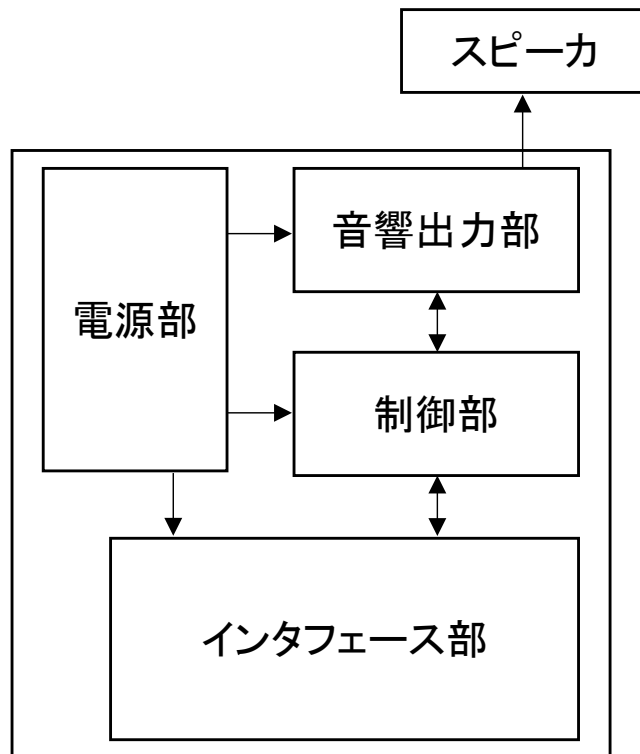 スピーカ
音響出力部
電源部
制御部
インタフェース部